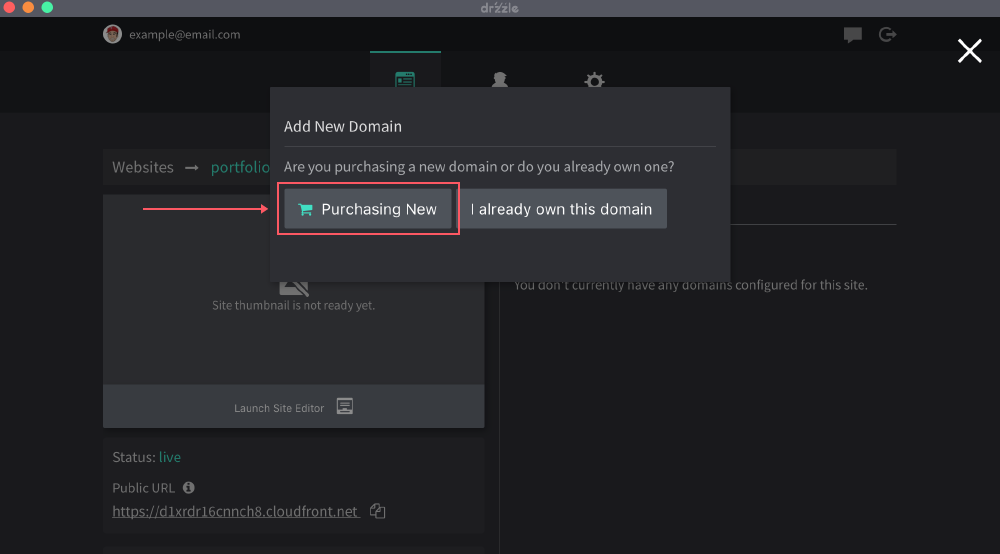 drzzle
example@email.com
Add New Domain
Websites → portfolio
Are you purchasing a new domain or do you already own one?
Purchasing New
I already own this domain
You don't currently have any domains configured for this site.
Site thumbnail is not ready yet.
Launch Site Editor
Status: live
Public URL
https://d1xrdr16cnnch8.cloudfront.net